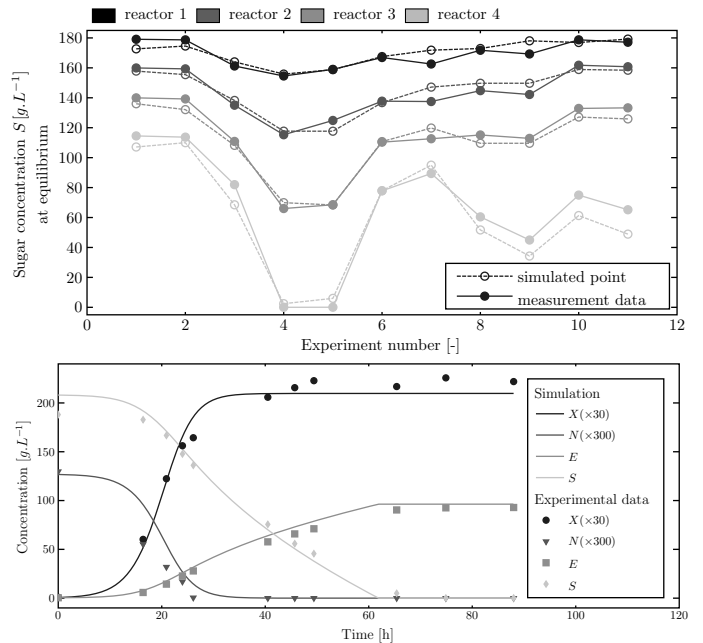 reactor 1 reactor 2 reactor 3 reactor 4
180
160
140
120
100
80
60
40
20
0
Sugar concentration S [g.L⁻¹]
at equilibrium
simulated point
measurement data
0 2 4 6 8 10 12
Experiment number [-]
200
150
100
50
0
Concentration [g.L⁻¹]
Simulation
X(×30)
N(×300)
E
S
Experimental data
X(×30)
N(×300)
E
S
0 20 40 60 80 100 120
Time [h]